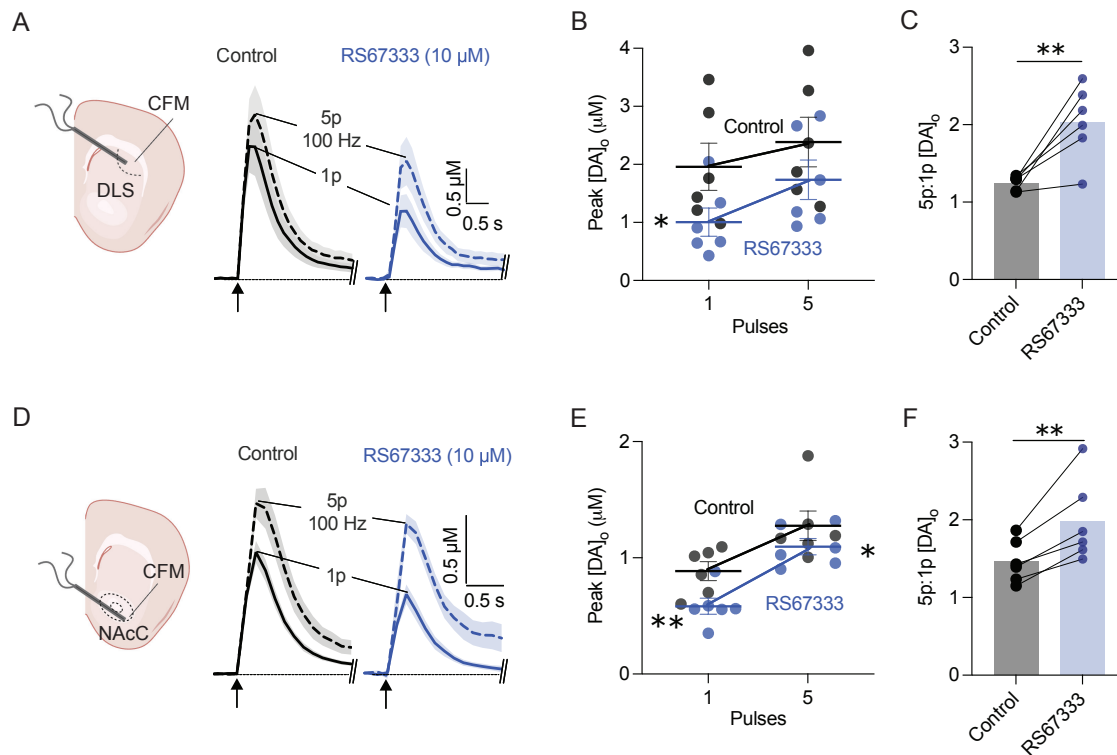 A
Control
RS67333 (10 µM)
CFM
DLS
5p
100 Hz
1p
0.5 µM
0.5 s
B
Peak [DA]o (µM)
4
3
2
1
0
Control
*
RS67333
1
5
Pulses
C
5p:1p [DA]o
3
2
1
0
**
Control
RS67333
D
Control
RS67333 (10 µM)
CFM
NAcC
5p
100 Hz
1p
0.5 µM
0.5 s
E
Peak [DA]o (µM)
2
1
0
Control
*
RS67333
**
1
5
Pulses
F
5p:1p [DA]o
3
2
1
0
**
Control
RS67333